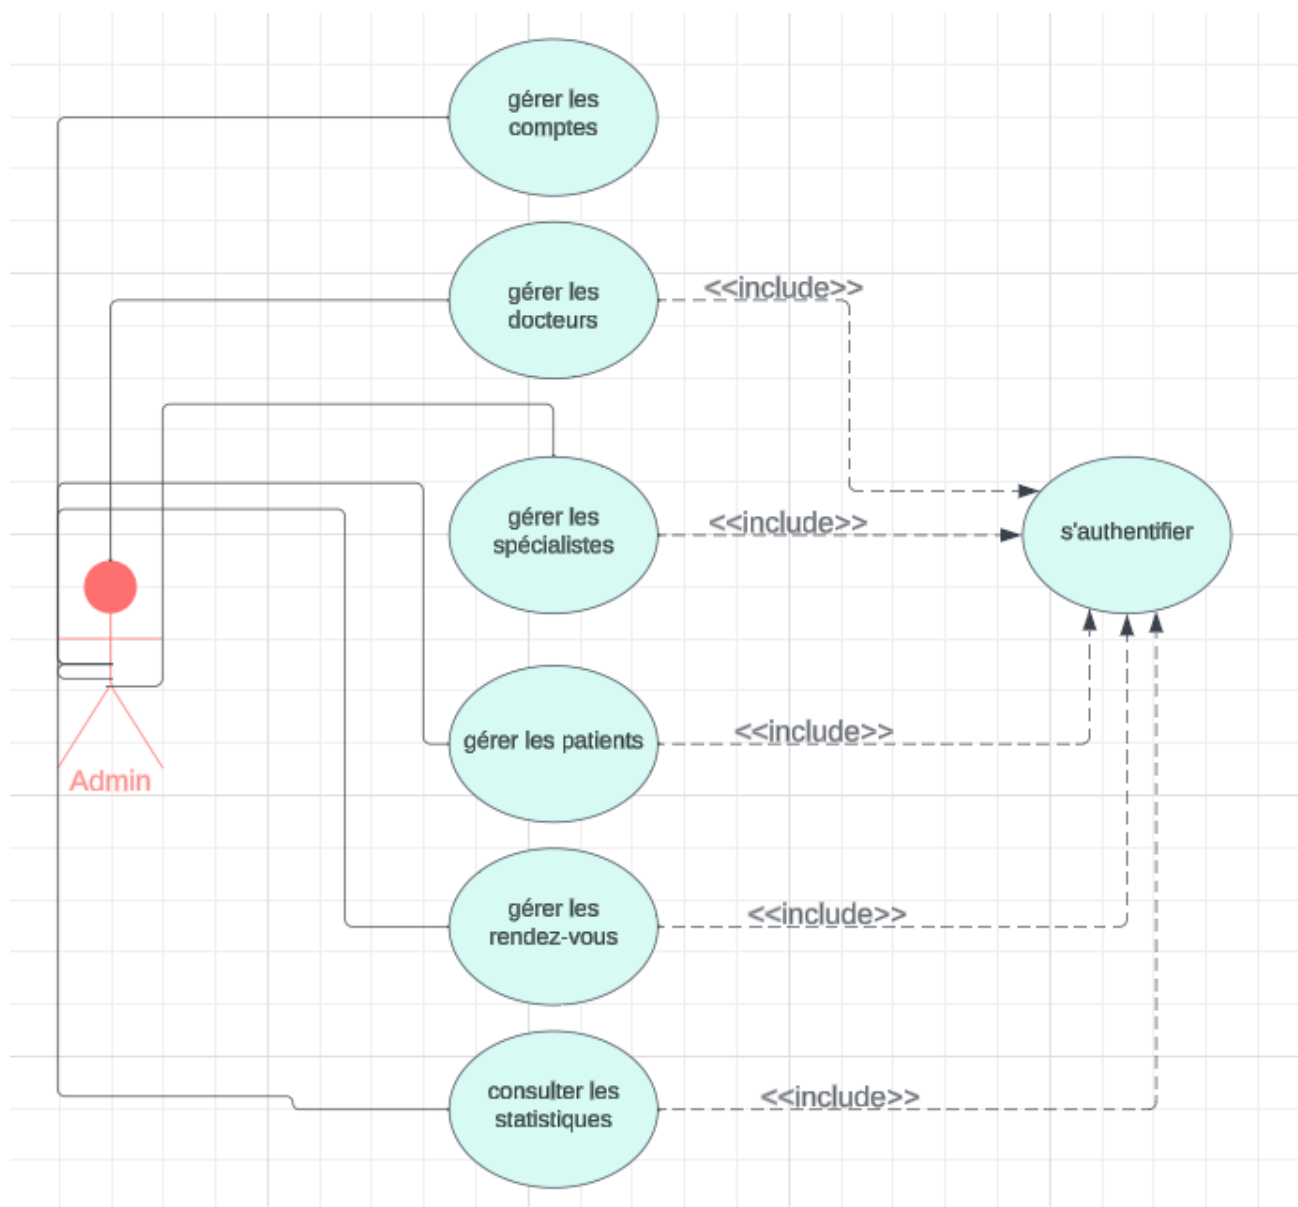 gérer les
comptes
gérer les
docteurs
<<include>>
gérer les
spécialistes
<<include>>
s'authentifier
Admin
gérer les patients
<<include>>
gérer les
rendez-vous
<<include>>
consulter les
statistiques
<<include>>